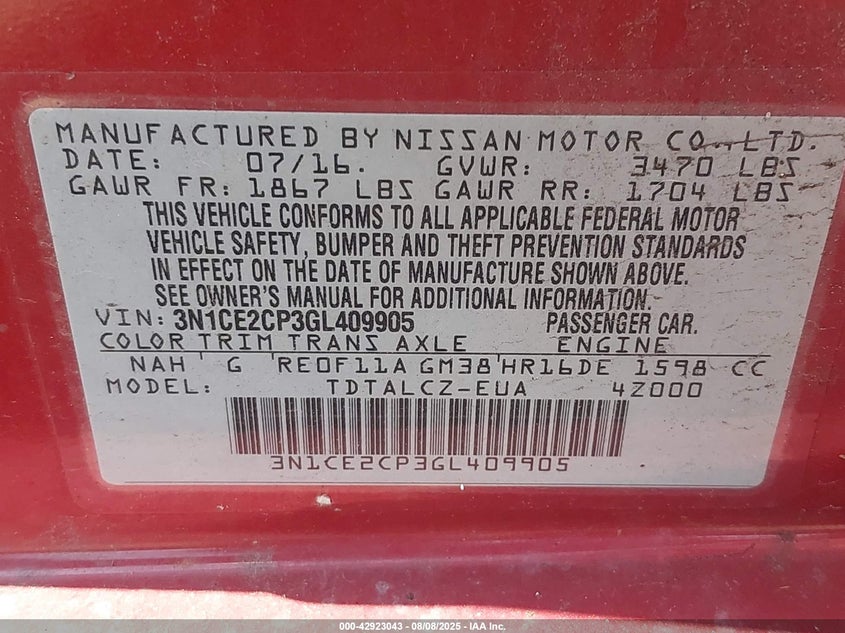 MANUFACTURED BY NISSAN MOTOR CO., LTD.
DATE: 07/16. GVWR: 3470 LBS
GAWR FR: 1867 LBS GAWR RR: 1704 LBS
THIS VEHICLE CONFORMS TO ALL APPLICABLE FEDERAL MOTOR
VEHICLE SAFETY, BUMPER AND THEFT PREVENTION STANDARDS
IN EFFECT ON THE DATE OF MANUFACTURE SHOWN ABOVE.
SEE OWNER'S MANUAL FOR ADDITIONAL INFORMATION.
VIN: 3N1CE2CP3GL409905 PASSENGER CAR.
COLOR TRIM TRANS AXLE ENGINE
NAH G RE0F11A GM38 HR16DE 1598 CC
MODEL: TDTALCZ-EUA 4Z000
3N1CE2CP3GL409905
000-42923043 - 08/08/2025 - IAA Inc.